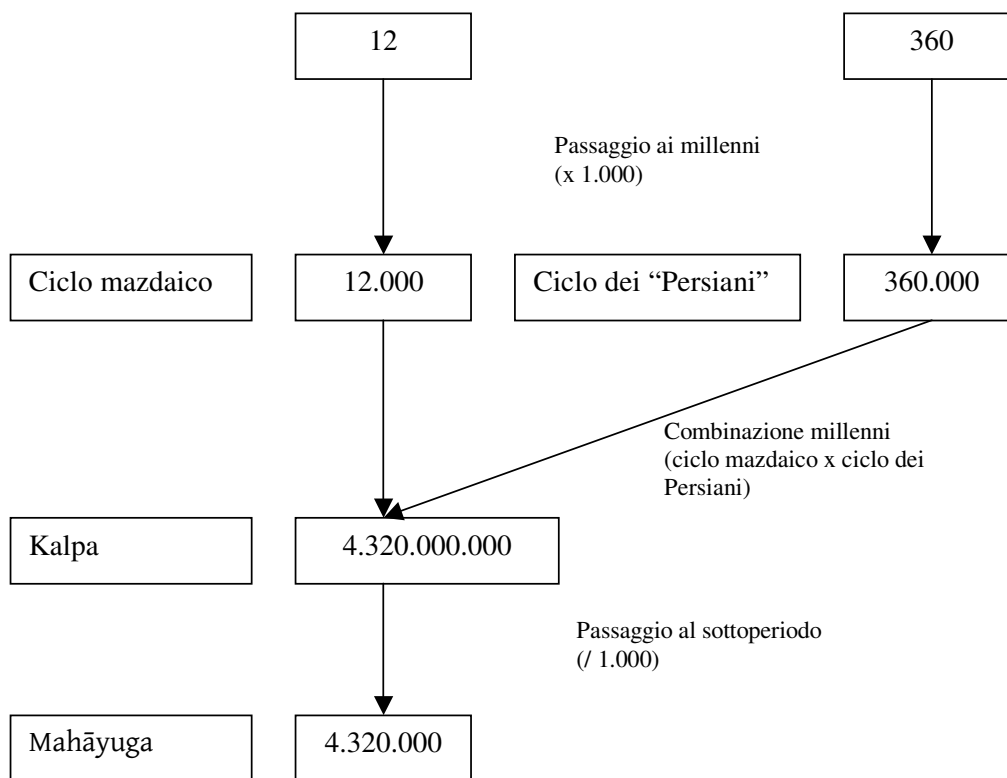 12
360
Passaggio ai millenni
(x 1.000)
Ciclo mazdaico
12.000
Ciclo dei “Persiani”
360.000
Combinazione millenni
(ciclo mazdaico x ciclo dei
Persiani)
Kalpa
4.320.000.000
Passaggio al sottoperiodo
(/ 1.000)
Mahāyuga
4.320.000